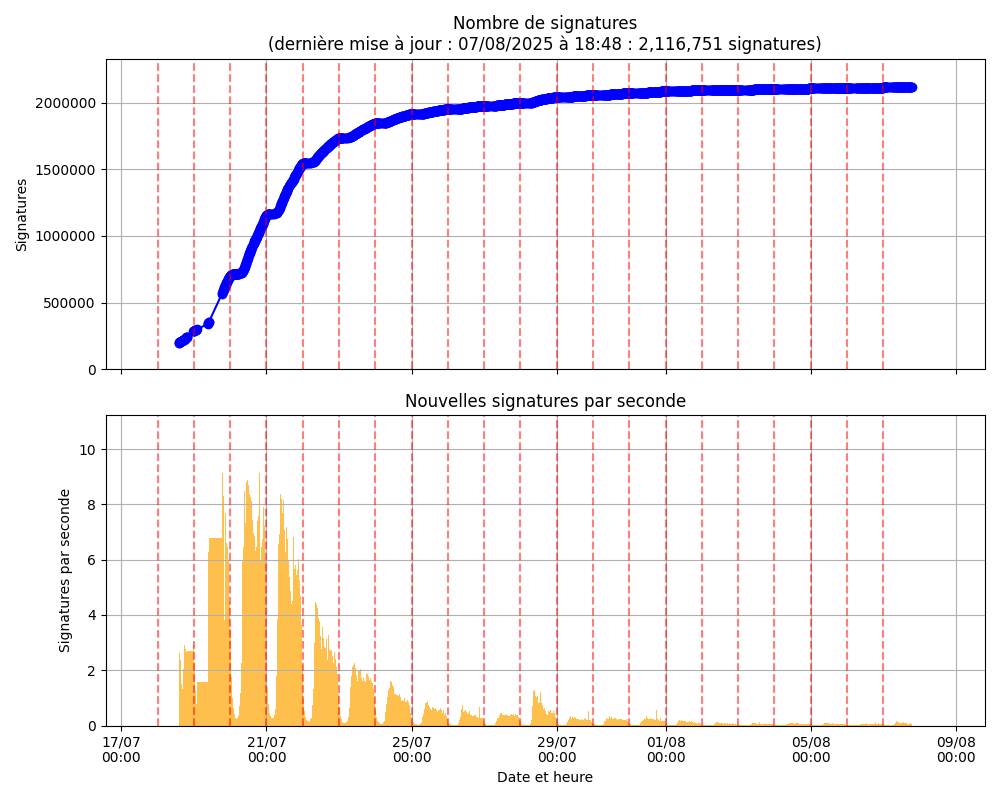 Nombre de signatures
(dernière mise à jour : 07/08/2025 à 18:48 : 2,116,751 signatures)
2000000
1500000
1000000
500000
0
Signatures
Nouvelles signatures par seconde
10
8
6
4
2
0
Signatures par seconde
17/07 21/07 25/07 29/07 01/08 05/08 09/08
00:00 00:00 00:00 00:00 00:00 00:00 00:00
Date et heure